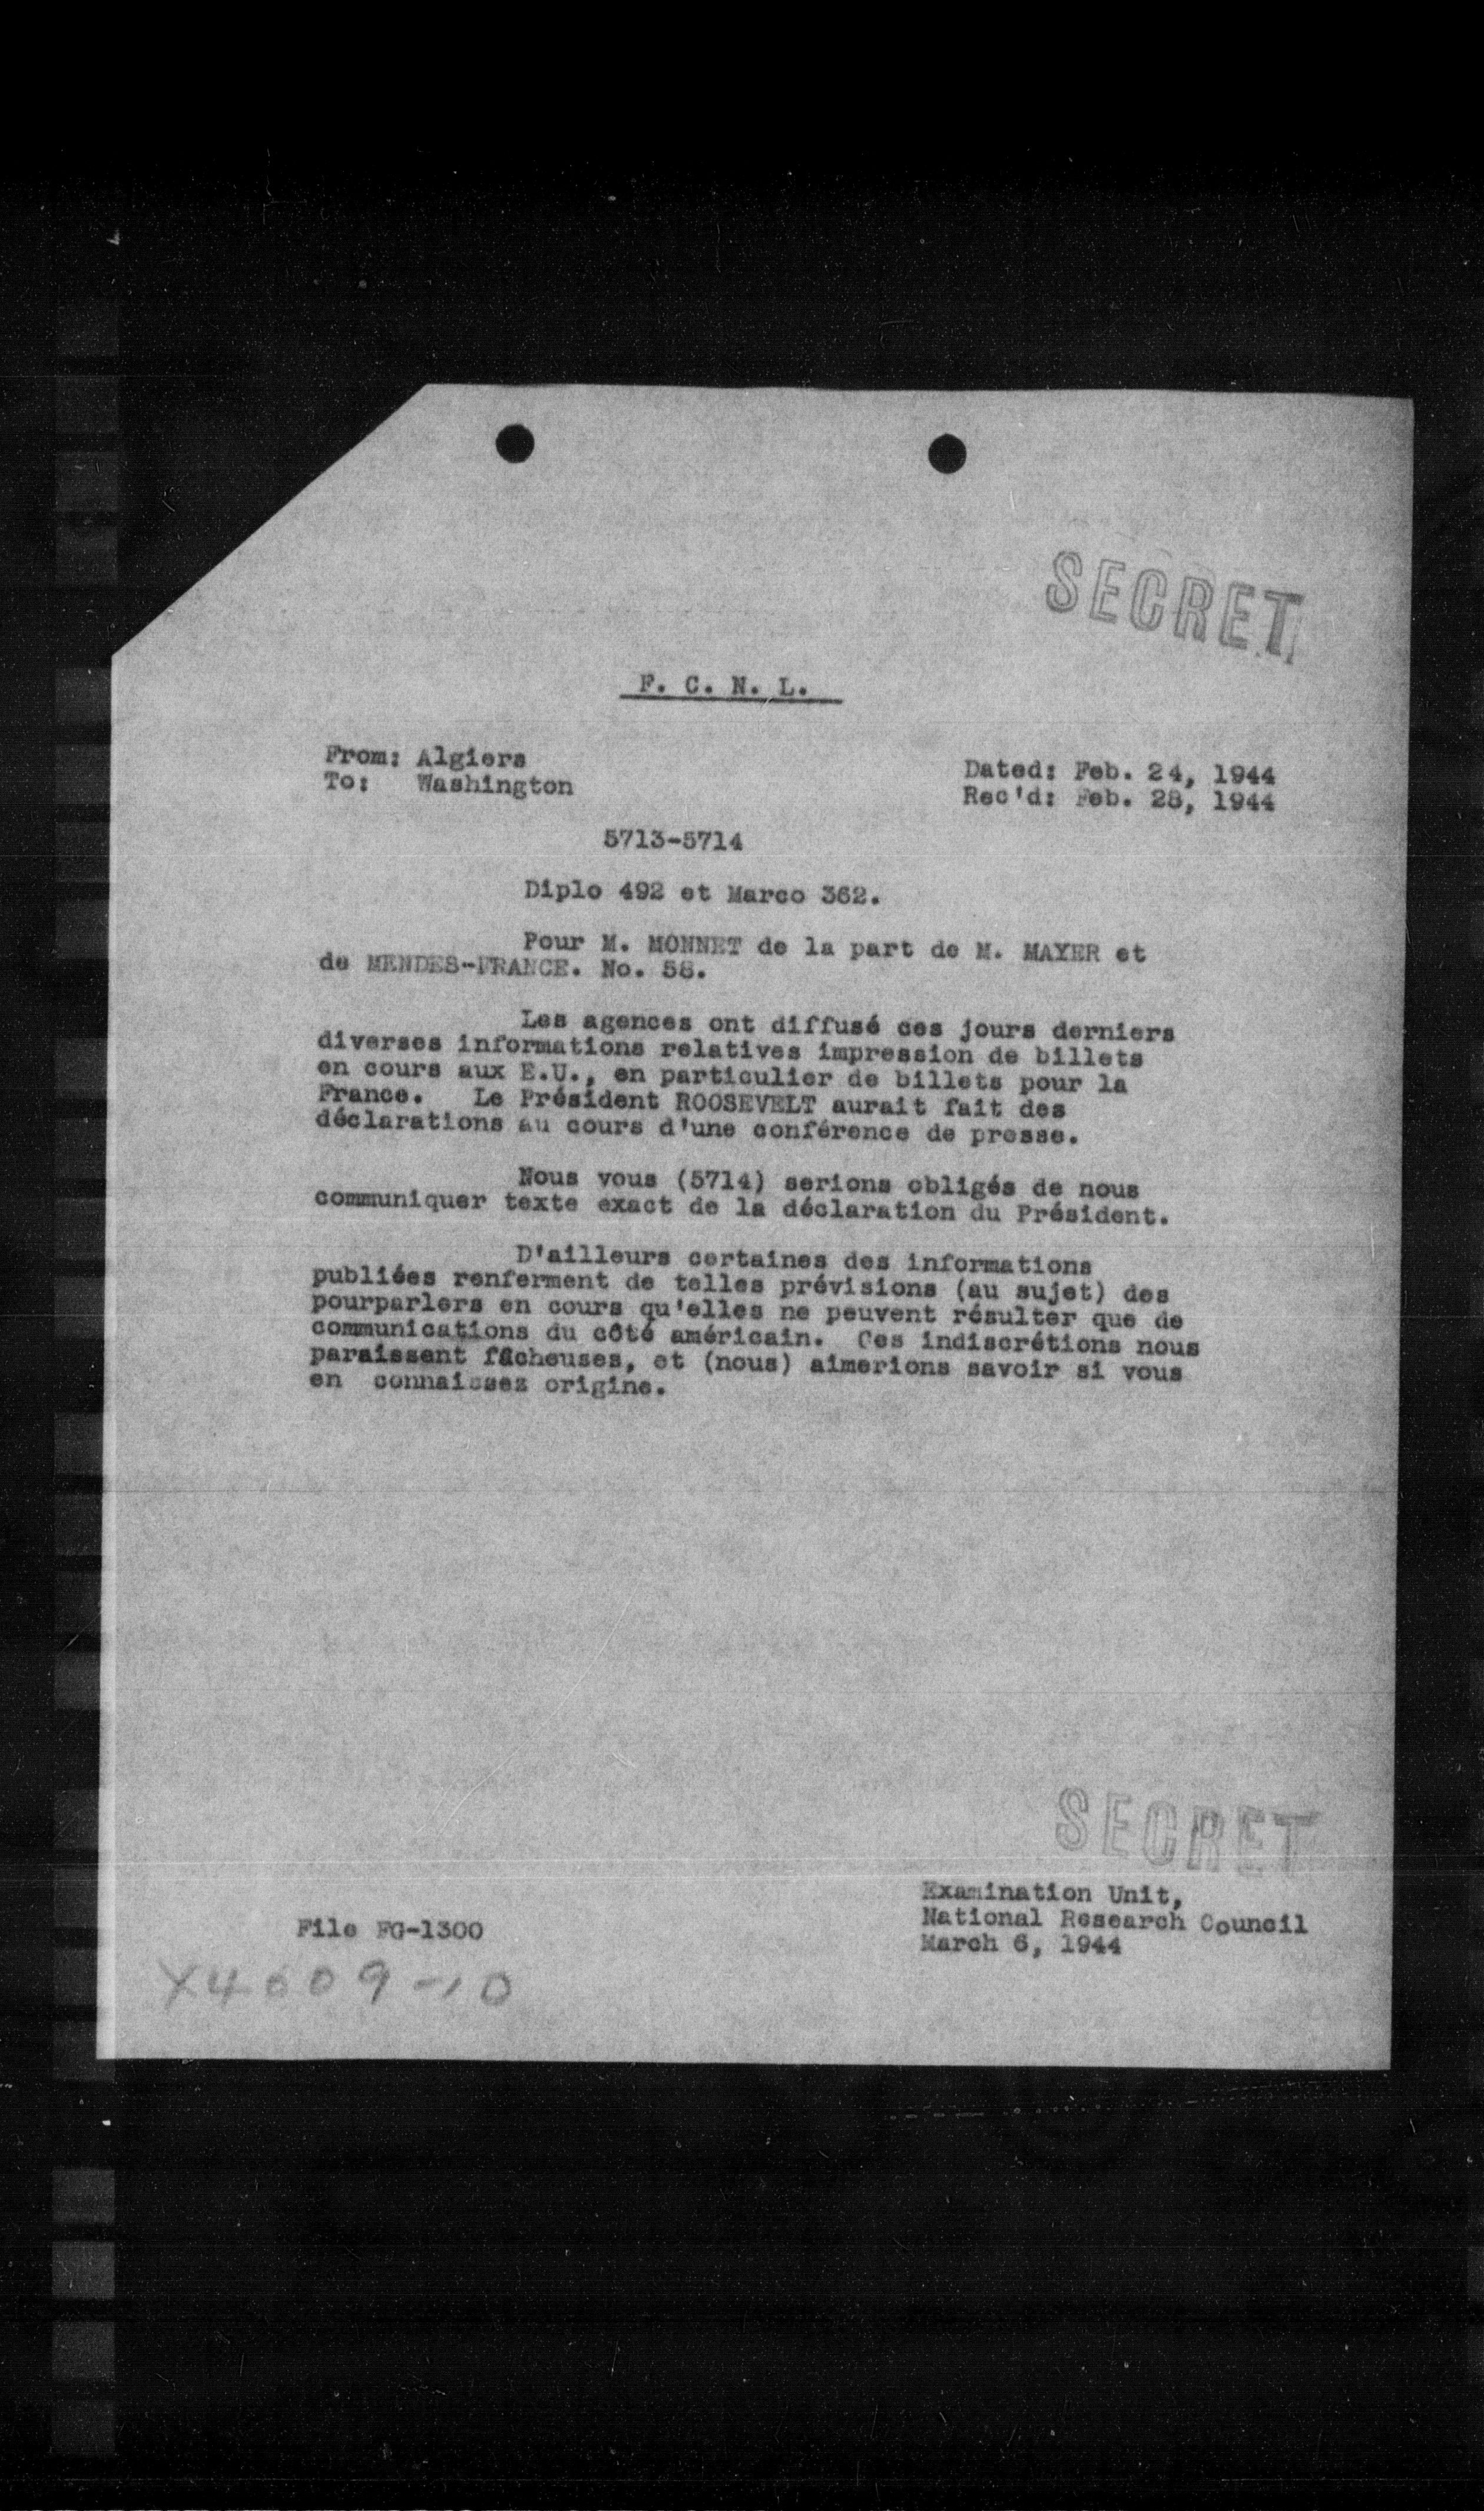 SECRET
F. C. N. L.
From: Algiers
To: Washington
Dated: Feb. 24, 1944
Rec'd: Feb. 28, 1944
5713-5714
Diplo 492 et Marco 362.
Pour M. MONNET de la part de M. MAYER et
de MENDES-FRANCE. No. 58.
Les agences ont diffusé ces jours derniers
diverses informations relatives impression de billets
en cours aux E.U., en particulier de billets pour la
France. Le Président ROOSEVELT aurait fait des
déclarations au cours d'une conférence de presse.
Nous vous (5714) serions obligés de nous
communiquer texte exact de la déclaration du Président.
D'ailleurs certaines des informations
publiées renferment de telles prévisions (au sujet) des
pourparlers en cours qu'elles ne peuvent résulter que de
communications du côté américain. Ces indiscrétions nous
paraissent fâcheuses, et (nous) aimerions savoir si vous
en connaissez origine.
SECRET
Examination Unit,
National Research Council
March 6, 1944
File FG-1300
X4609-10